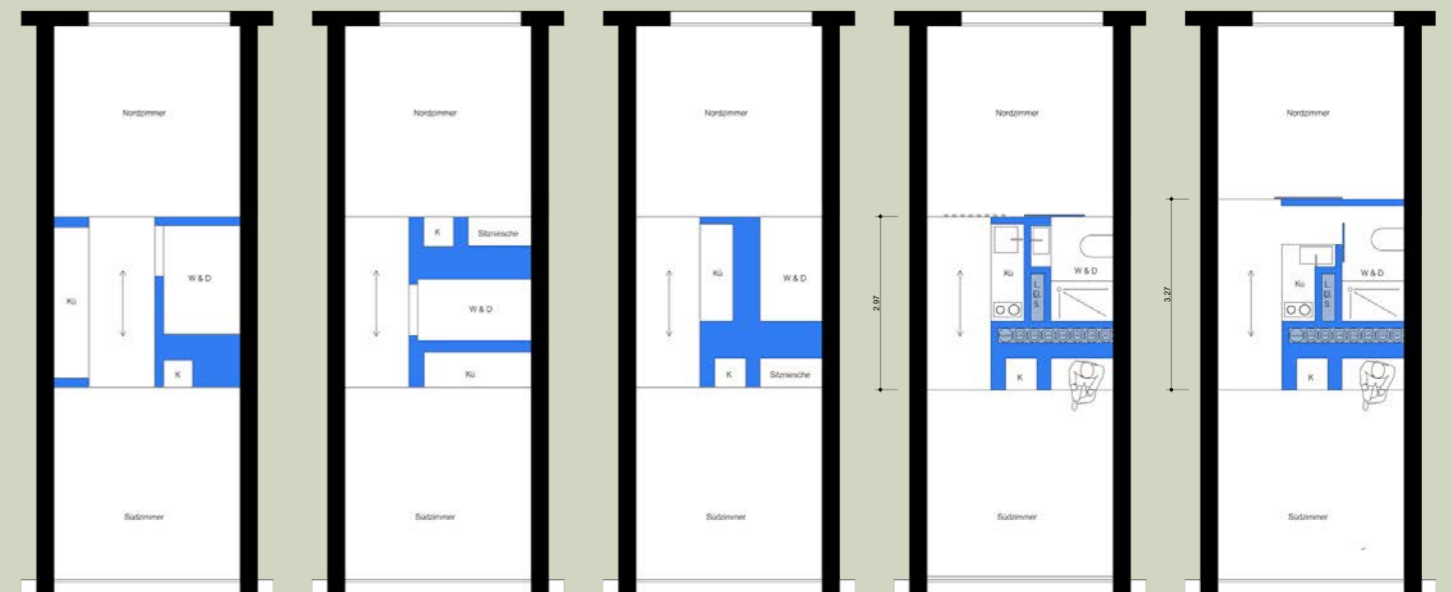 Nordzimmer
Kü
W & D
K
Südzimmer
Nordzimmer
K
Sitznische
W & D
Kü
Südzimmer
Nordzimmer
Kü
W & D
K
Sitznische
Südzimmer
Nordzimmer
2.97
Kü
L.
B.
S.
W & D
K
Südzimmer
Nordzimmer
3.27
Kü
L.
B.
S.
W & D
K
Südzimmer